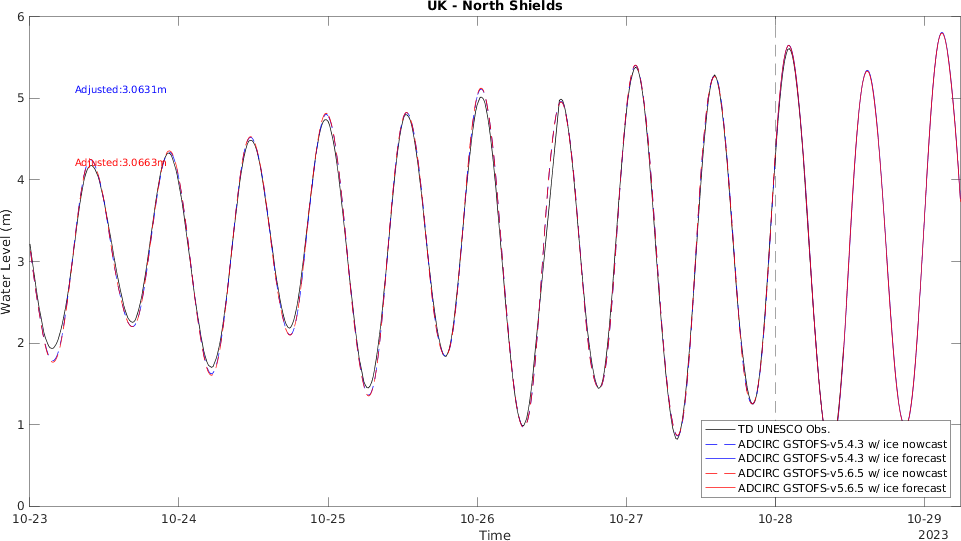 UK - North Shields
6
5
4
3
2
1
0
Water Level (m)
Adjusted:3.0631m
Adjusted:3.0663m
TD UNESCO Obs.
ADCIRC GSTOFS-v5.4.3 w/ ice nowcast
ADCIRC GSTOFS-v5.4.3 w/ ice forecast
ADCIRC GSTOFS-v5.6.5 w/ ice nowcast
ADCIRC GSTOFS-v5.6.5 w/ ice forecast
10-23 10-24 10-25 10-26 10-27 10-28 10-29
Time
2023